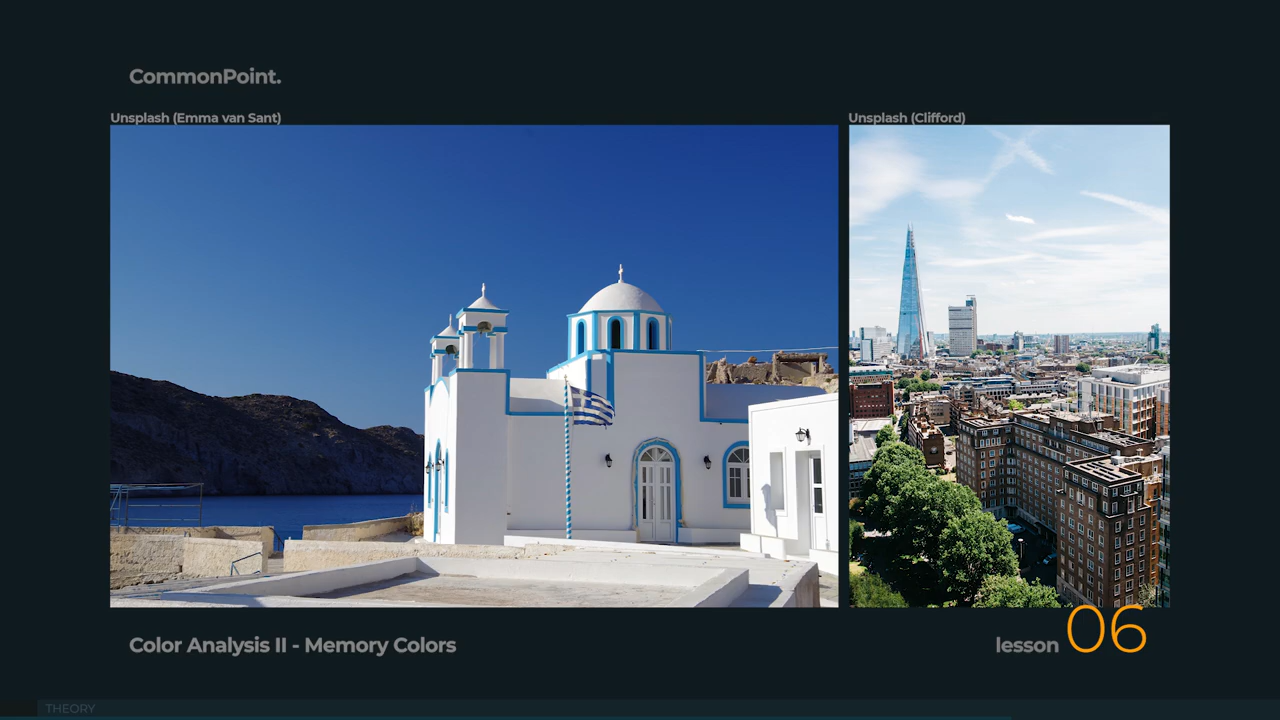 CommonPoint.
Unsplash (Emma van Sant)
Unsplash (Clifford)
Color Analysis II - Memory Colors
lesson 06
THEORY